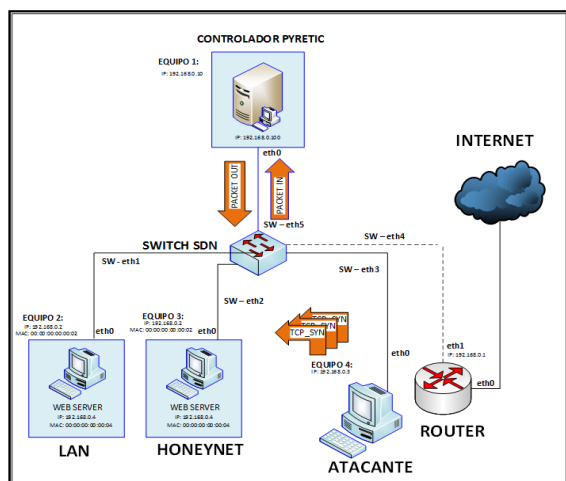 CONTROLADOR PYRETIC
EQUIPO 1:
IP: 192.168.0.10
IP: 192.168.0.100
eth0
INTERNET
PACKET OUT
PACKET IN
SW – eth5
SW – eth4
SWITCH SDN
SW - eth1
SW – eth3
SW – eth2
EQUIPO 2:
IP: 192.168.0.2
MAC: 00:00:00:00:00:02
eth0
EQUIPO 3:
IP: 192.168.0.2
MAC: 00:00:00:00:00:02
eth0
TCP_SYN
TCP_SYN
TCP_SYN
eth0
EQUIPO 4:
IP: 192.168.0.3
eth1
IP: 192.168.0.1
eth0
WEB SERVER
IP: 192.168.0.4
MAC: 00:00:00:00:00:04
WEB SERVER
IP: 192.168.0.4
MAC: 00:00:00:00:00:04
LAN
HONEYNET
ATACANTE
ROUTER